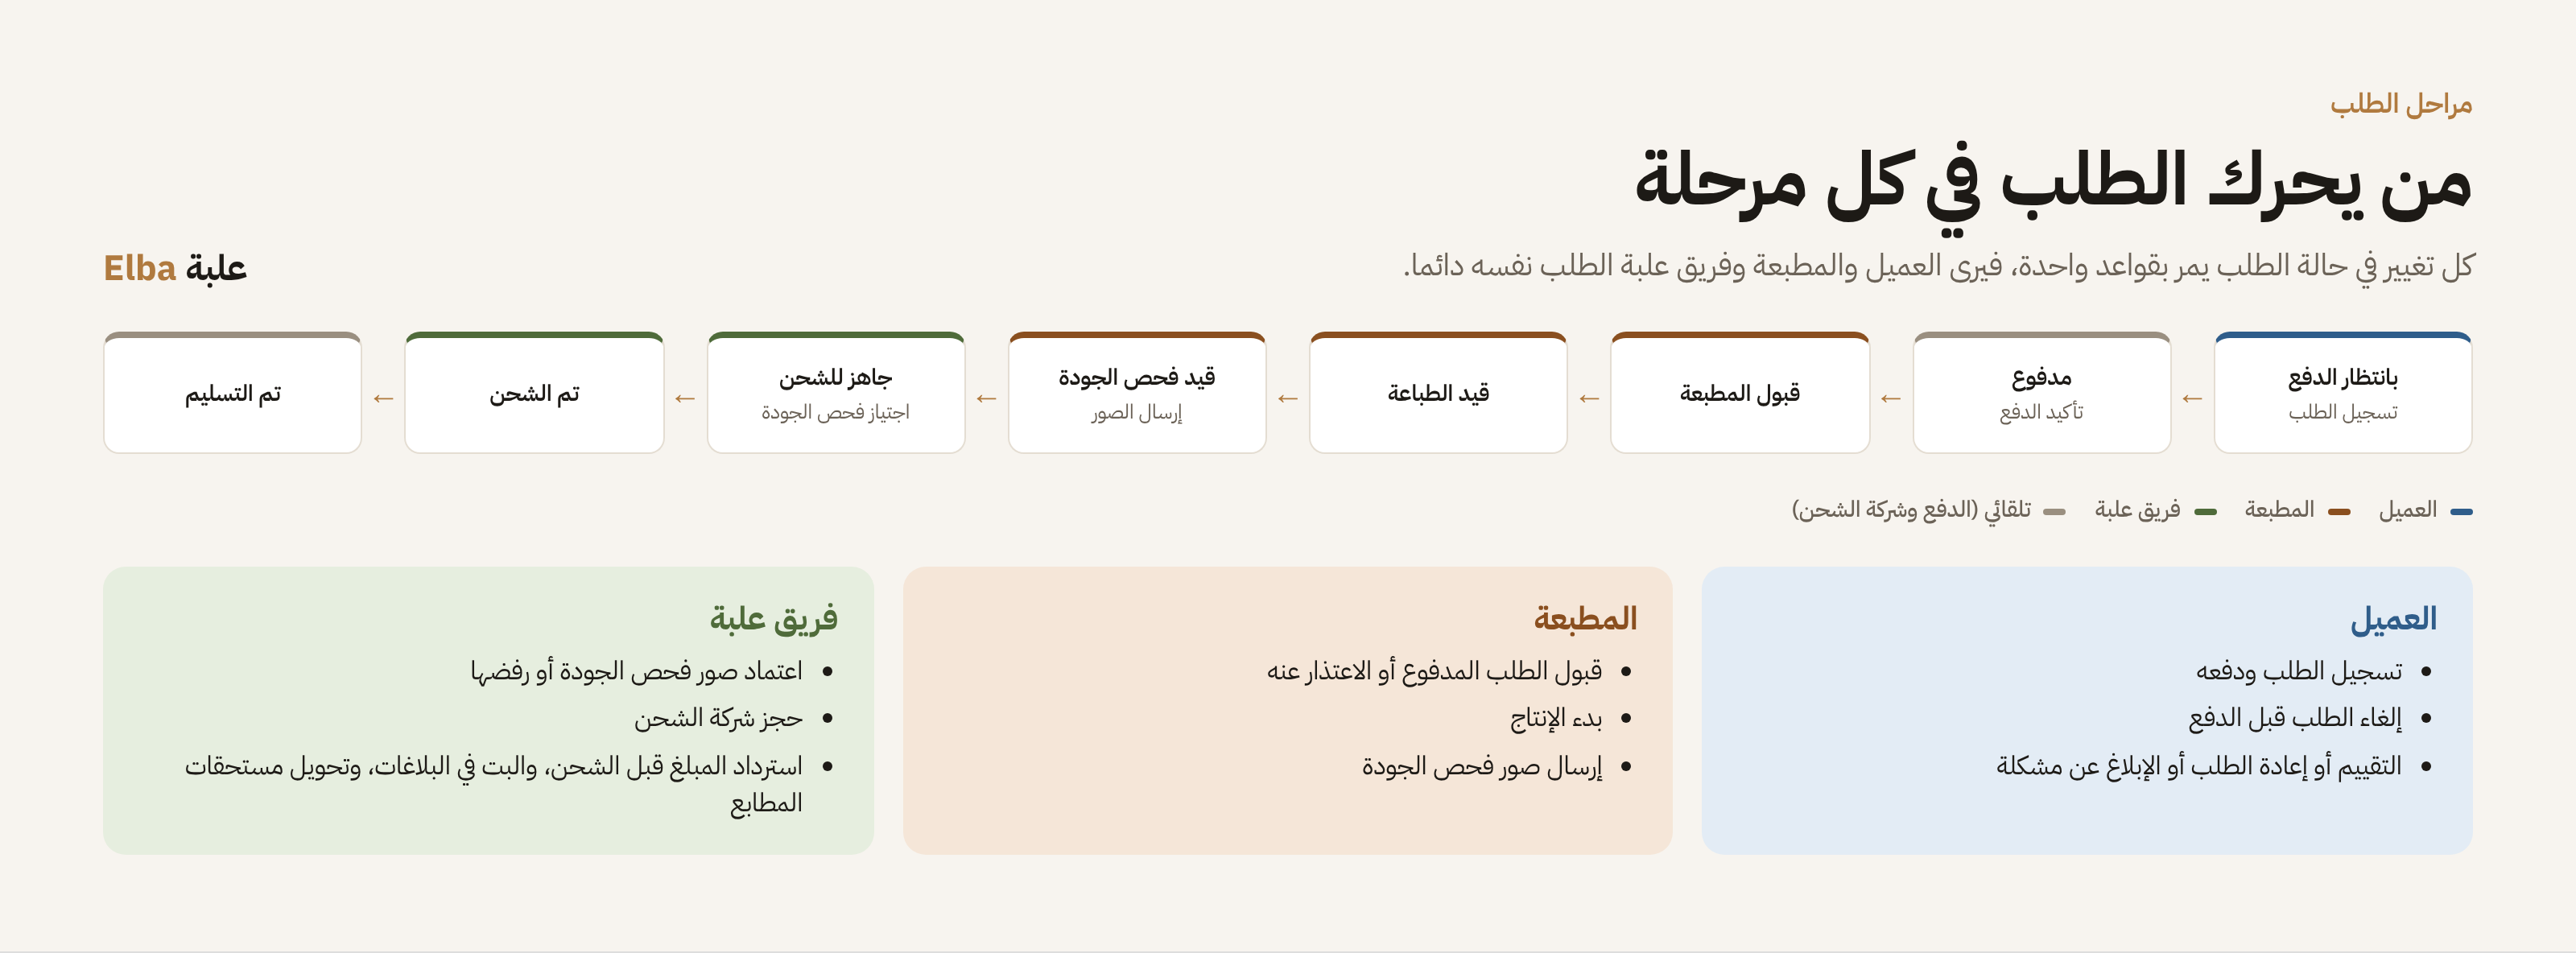 مراحل الطلب
من يحرك الطلب في كل مرحلة
كل تغيير في حالة الطلب يمر بقواعد واحدة، فيرى العميل والمطبعة وفريق علبة الطلب نفسه دائما.
علبة Elba
بانتظار الدفع
تسجيل الطلب
←
مدفوع
تأكيد الدفع
←
قبول المطبعة
←
قيد الطباعة
←
قيد فحص الجودة
إرسال الصور
←
جاهز للشحن
اجتياز فحص الجودة
←
تم الشحن
←
تم التسليم
العميل
المطبعة
فريق علبة
تلقائي (الدفع وشركة الشحن)
العميل
• تسجيل الطلب ودفعه
• إلغاء الطلب قبل الدفع
• التقييم أو إعادة الطلب أو الإبلاغ عن مشكلة
المطبعة
• قبول الطلب المدفوع أو الاعتذار عنه
• بدء الإنتاج
• إرسال صور فحص الجودة
فريق علبة
• اعتماد صور فحص الجودة أو رفضها
• حجز شركة الشحن
• استرداد المبلغ قبل الشحن، والبت في البلاغات، وتحويل مستحقات
المطابع